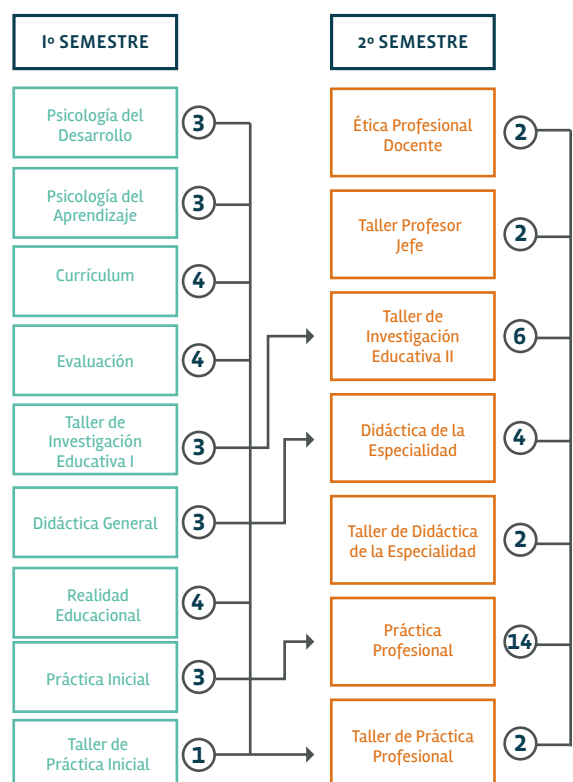 1º SEMESTRE
Psicología del
Desarrollo
3
Psicología del
Aprendizaje
3
Currículum
4
Evaluación
4
Taller de
Investigación
Educativa I
3
Didáctica General
3
Realidad
Educacional
4
Práctica Inicial
3
Taller de
Práctica Inicial
1
2º SEMESTRE
Ética Profesional
Docente
2
Taller Profesor
Jefe
2
Taller de
Investigación
Educativa II
6
Didáctica de la
Especialidad
4
Taller de Didáctica
de la Especialidad
2
Práctica
Profesional
14
Taller de Práctica
Profesional
2